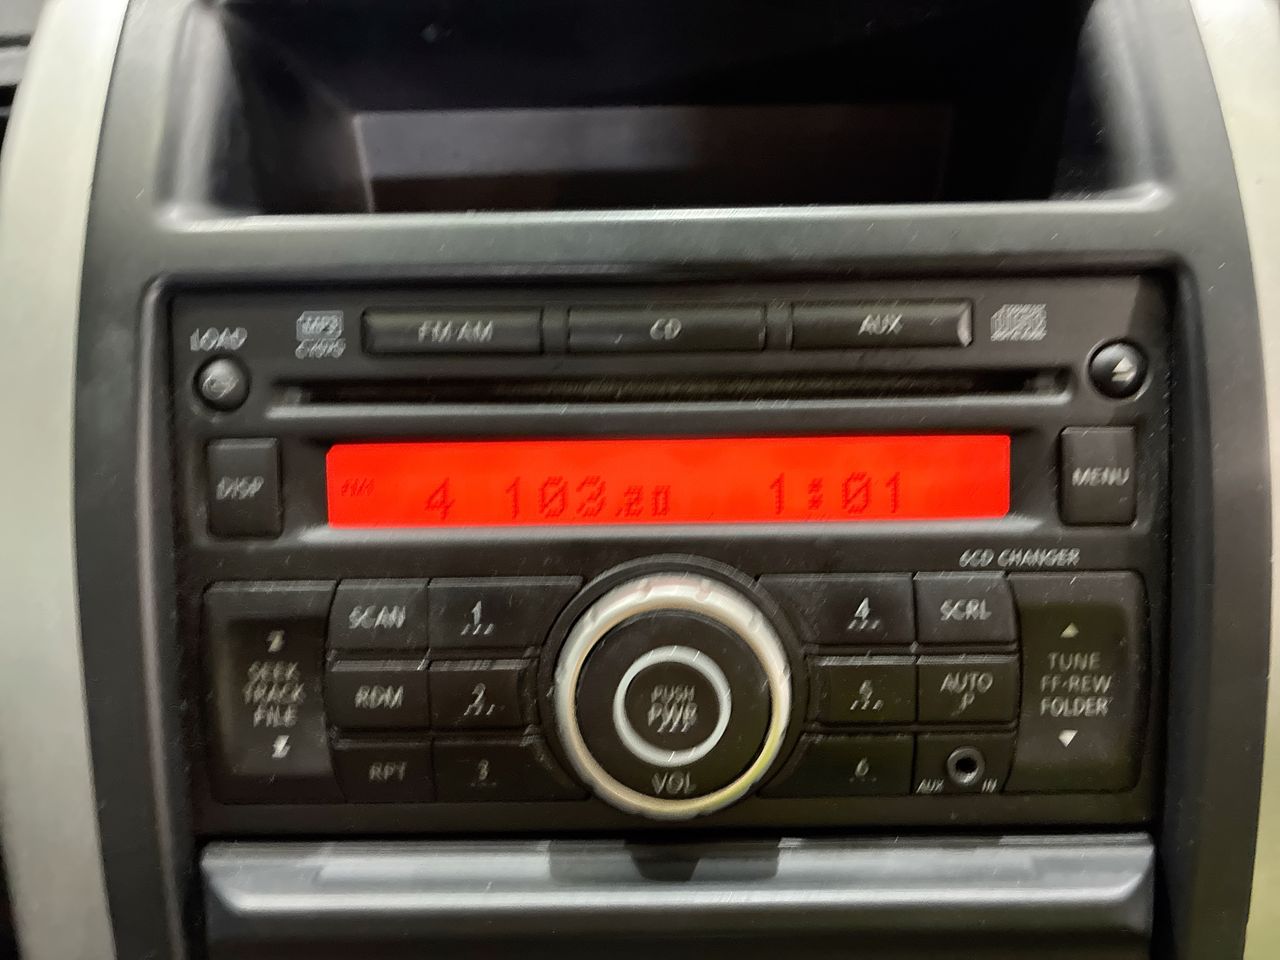 LOAD
MP3
FM·AM
CD
AUX
DISP
4 103.20 1:01
MENU
6CD CHANGER
SEEK
TRACK
FILE
SCAN
1
RDM
2
RPT
3
PUSH
PWR
VOL
4
SCRL
5
AUTO
P
6
AUX IN
TUNE
FF·REW
FOLDER